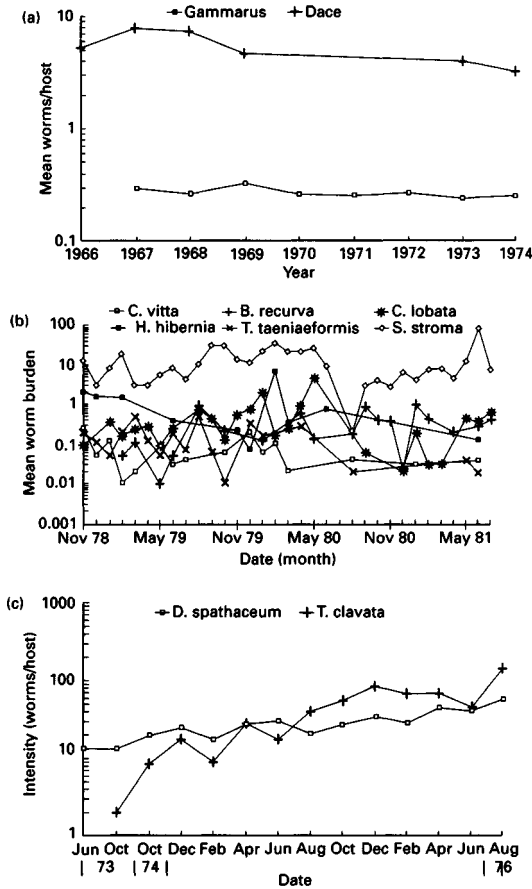 (a)
Gammarus Dace
10
1
0.1
Mean worms/host
1966 1967 1968 1969 1970 1971 1972 1973 1974
Year
(b)
C. vitta B. recurva C. lobata
H. hibernia T. taeniaeformis S. stroma
100
10
1
0.1
0.01
0.001
Mean worm burden
Nov 78 May 79 Nov 79 May 80 Nov 80 May 81
Date (month)
(c)
D. spathaceum T. clavata
1000
100
10
1
Intensity (worms/host)
Jun Oct Oct Dec Feb Apr Jun Aug Oct Dec Feb Apr Jun Aug
| 73 | 74 | | 76
Date